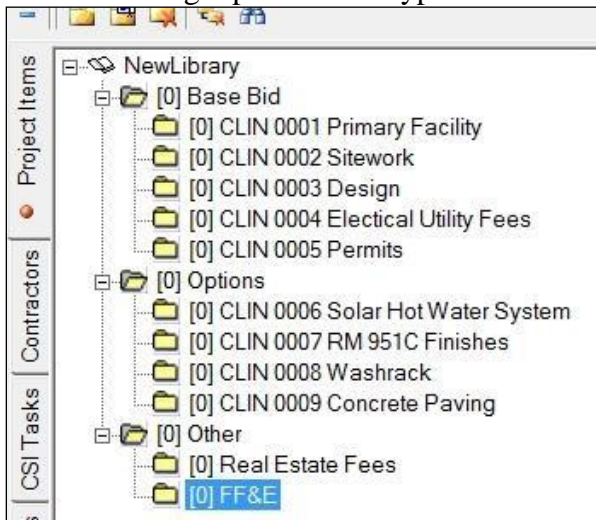 Project Items
Contractors
CSI Tasks
NewLibrary
[0] Base Bid
[0] CLIN 0001 Primary Facility
[0] CLIN 0002 Sitework
[0] CLIN 0003 Design
[0] CLIN 0004 Electical Utility Fees
[0] CLIN 0005 Permits
[0] Options
[0] CLIN 0006 Solar Hot Water System
[0] CLIN 0007 RM 951C Finishes
[0] CLIN 0008 Washrack
[0] CLIN 0009 Concrete Paving
[0] Other
[0] Real Estate Fees
[0] FF&E